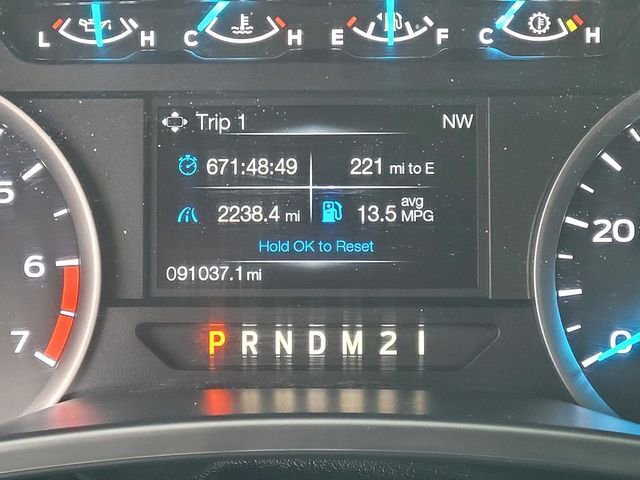 L H C H E F C H
Trip 1 NW
671:48:49 221 mi to E
2238.4 mi 13.5 avg MPG
Hold OK to Reset
091037.1 mi
P R N D M 2 1
5
6
7
20
0